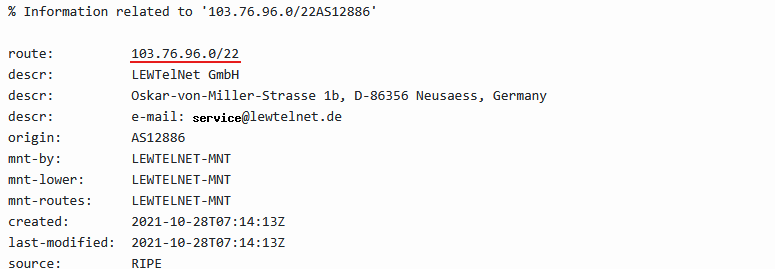 % Information related to '103.76.96.0/22AS12886'
route: 103.76.96.0/22
descr: LEWTelNet GmbH
descr: Oskar-von-Miller-Strasse 1b, D-86356 Neusaess, Germany
descr: e-mail: service@lewtelnet.de
origin: AS12886
mnt-by: LEWTELNET-MNT
mnt-lower: LEWTELNET-MNT
mnt-routes: LEWTELNET-MNT
created: 2021-10-28T07:14:13Z
last-modified: 2021-10-28T07:14:13Z
source: RIPE